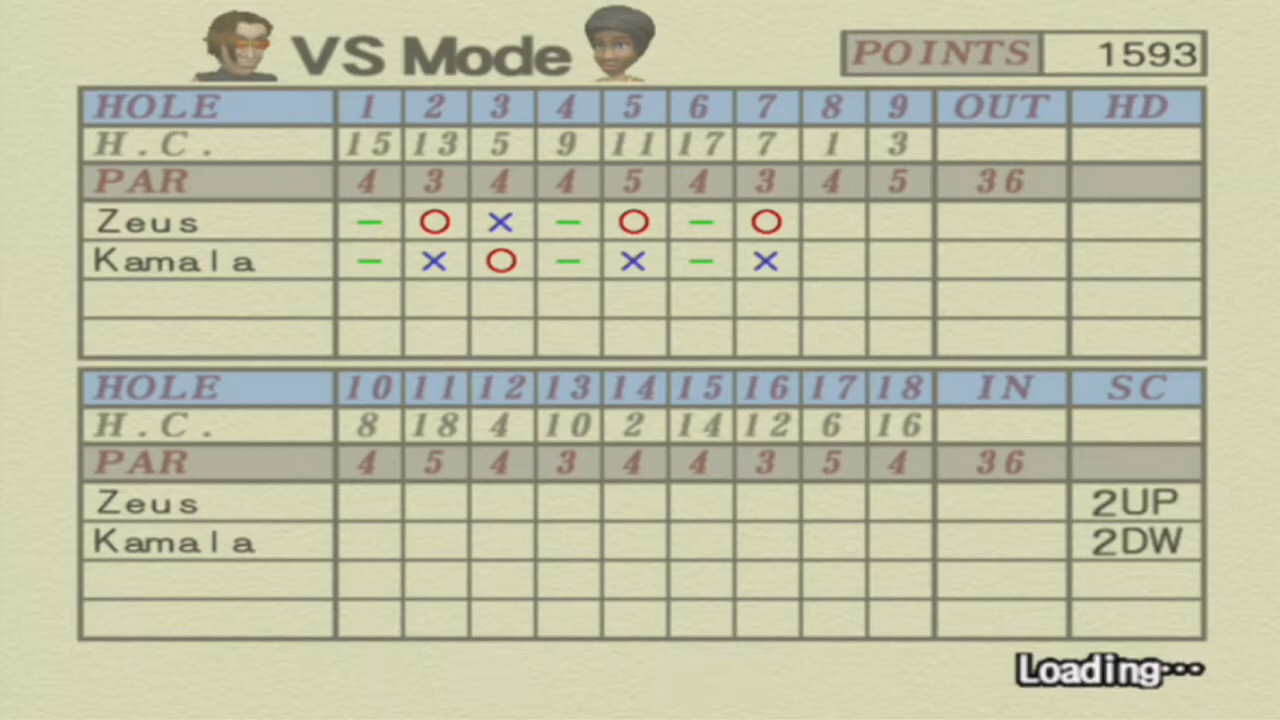 VS Mode POINTS 1593
HOLE 1 2 3 4 5 6 7 8 9 OUT HD
H.C. 15 13 5 9 11 17 7 1 3
PAR 4 3 4 4 5 4 3 4 5 36
Zeus – ○ × – ○ – ○
Kamala – × ○ – × – ×
HOLE 10 11 12 13 14 15 16 17 18 IN SC
H.C. 8 18 4 10 2 14 12 6 16
PAR 4 5 4 3 4 4 3 5 4 36
Zeus 2UP
Kamala 2DW
Loading···